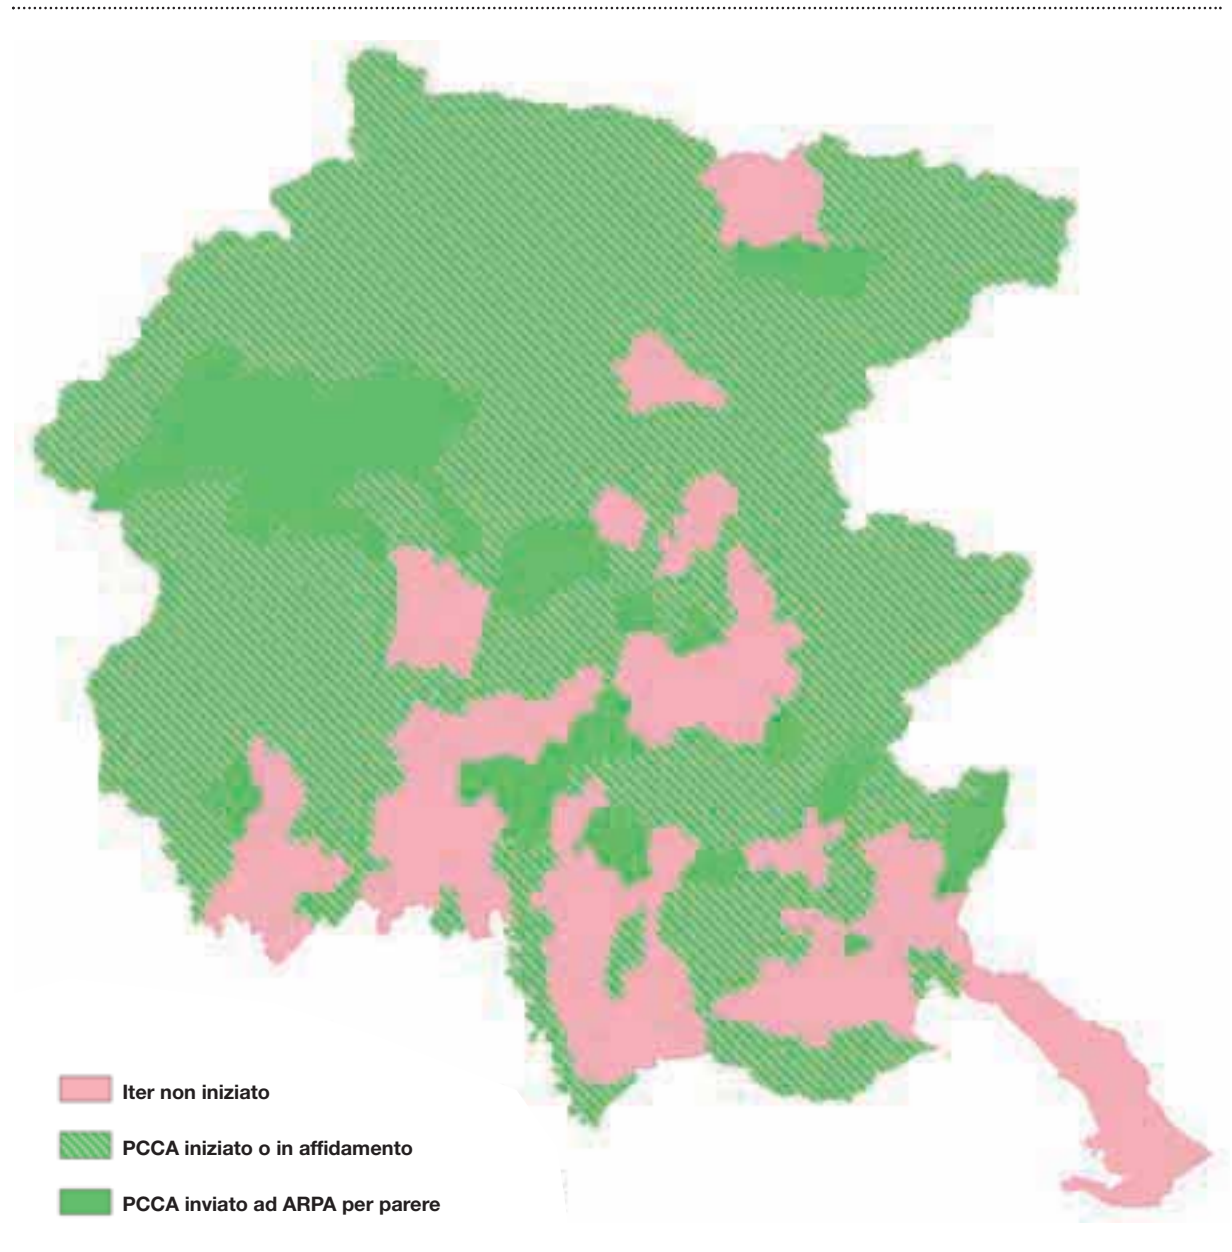 Iter non iniziato
PCCA iniziato o in affidamento
PCCA inviato ad ARPA per parere